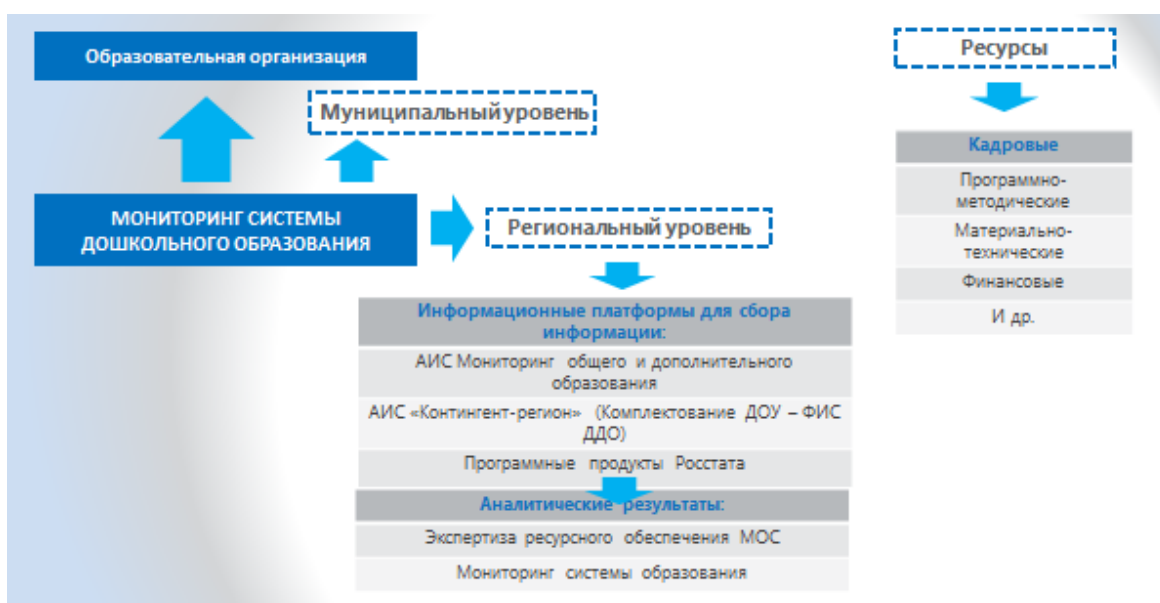 Образовательная организация
Муниципальный уровень
МОНИТОРИНГ СИСТЕМЫ
ДОШКОЛЬНОГО ОБРАЗОВАНИЯ
Региональный уровень
Информационные платформы для сбора
информации:
АИС Мониторинг общего и дополнительного
образования
АИС «Контингент-регион» (Комплектование ДОУ – ФИС
ДДО)
Программные продукты Росстата
Аналитические результаты:
Экспертиза ресурсного обеспечения МОС
Мониторинг системы образования
Ресурсы
Кадровые
Программно-
методические
Материально-
технические
Финансовые
И др.